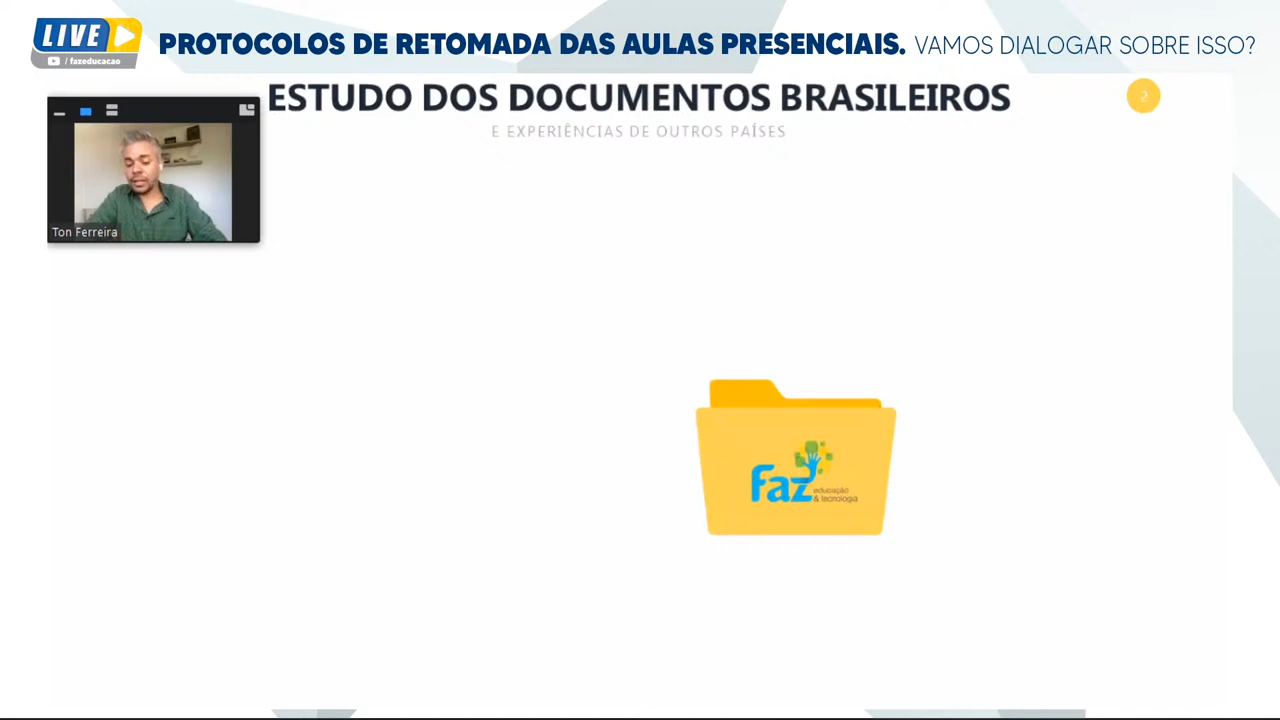 LIVE
/ fazeducacao
PROTOCOLOS DE RETOMADA DAS AULAS PRESENCIAIS. VAMOS DIALOGAR SOBRE ISSO?
ESTUDO DOS DOCUMENTOS BRASILEIROS
2
E EXPERIÊNCIAS DE OUTROS PAÍSES
Ton Ferreira
faz educação
& tecnologia